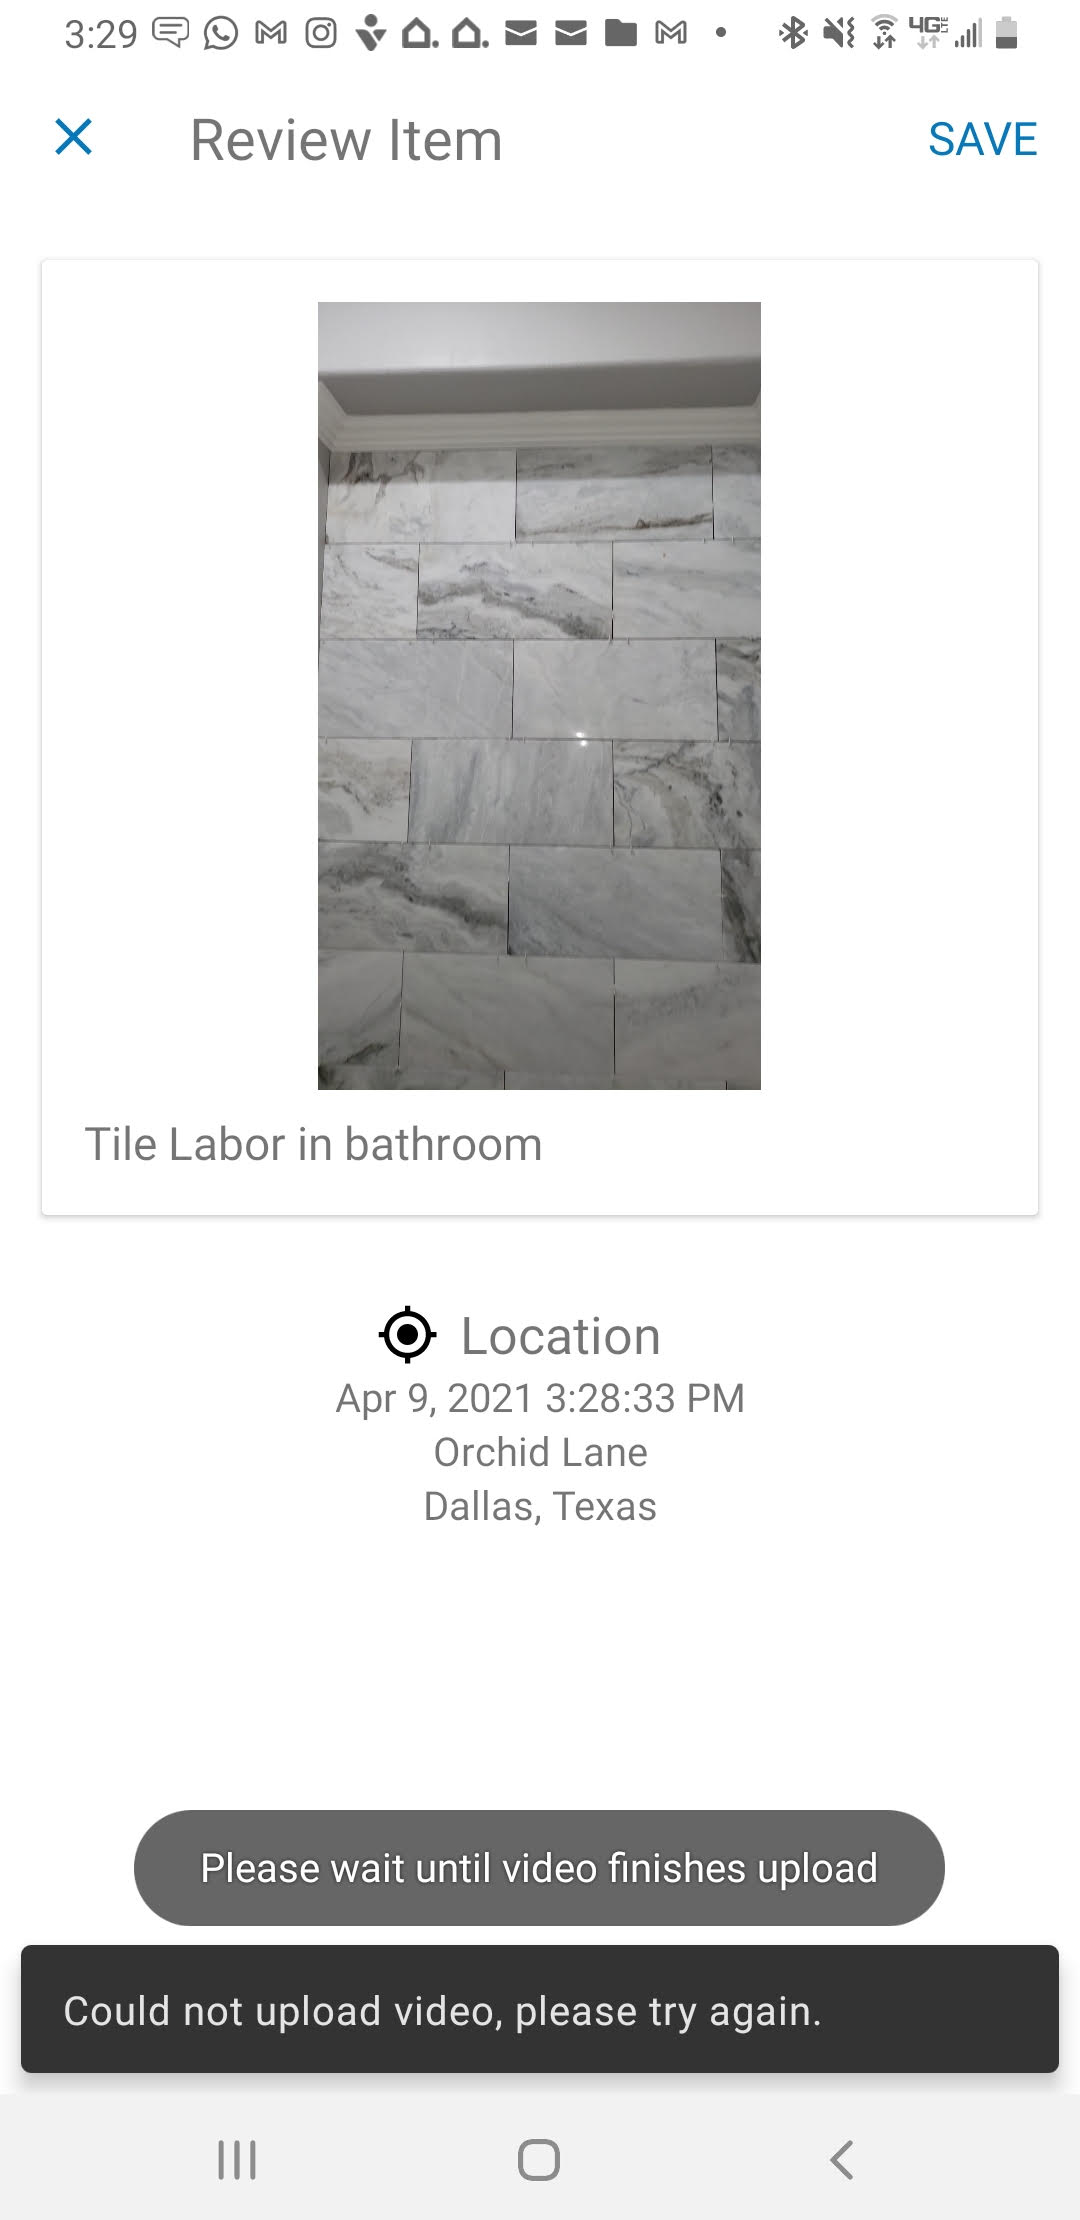 3:29
4G LTE
Review Item
SAVE
Tile Labor in bathroom
Location
Apr 9, 2021 3:28:33 PM
Orchid Lane
Dallas, Texas
Please wait until video finishes upload
Could not upload video, please try again.